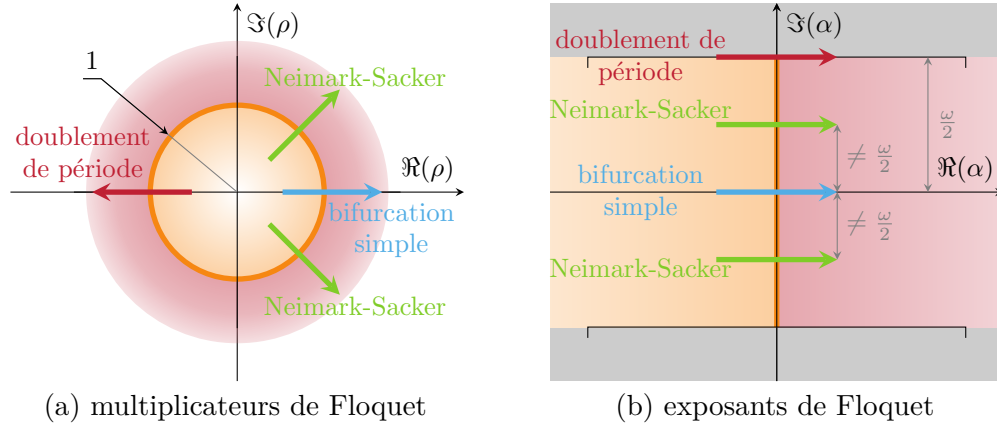 ℑ(ρ)
1
Neimark-Sacker
doublement
de période
ℜ(ρ)
bifurcation
simple
Neimark-Sacker
(a) multiplicateurs de Floquet
ℑ(α)
doublement de
période
Neimark-Sacker
≠ ω/2
ω/2
bifurcation
simple
ℜ(α)
≠ ω/2
Neimark-Sacker
(b) exposants de Floquet